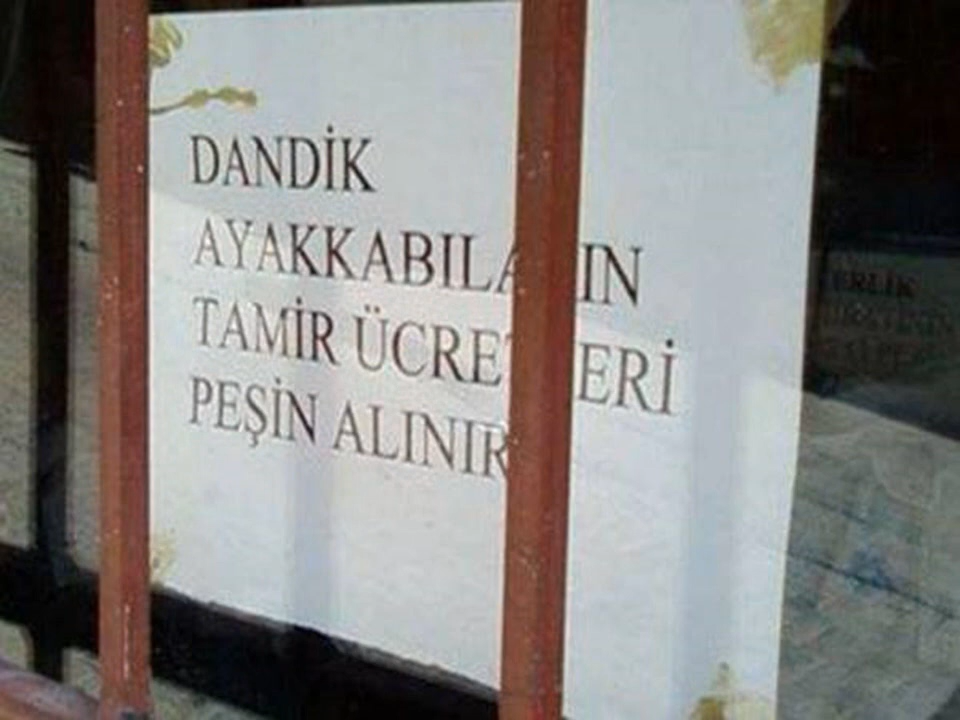 DANDİK
AYAKKABILARIN
TAMİR ÜCRETLERİ
PEŞİN ALINIR